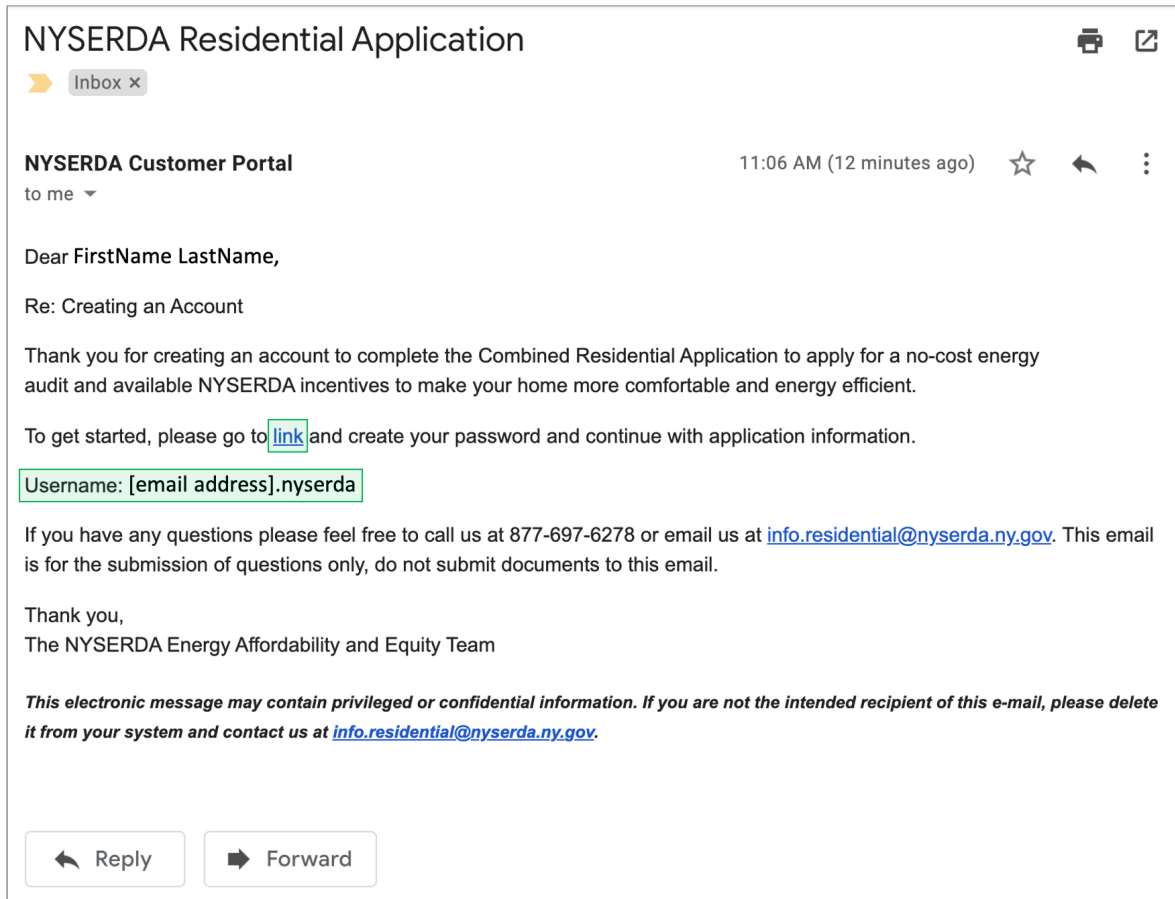 NYSERDA Residential Application
Inbox ×
NYSERDA Customer Portal
11:06 AM (12 minutes ago)
to me
Dear FirstName LastName,
Re: Creating an Account
Thank you for creating an account to complete the Combined Residential Application to apply for a no-cost energy
audit and available NYSERDA incentives to make your home more comfortable and energy efficient.
To get started, please go to link and create your password and continue with application information.
Username: [email address].nyserda
If you have any questions please feel free to call us at 877-697-6278 or email us at info.residential@nyserda.ny.gov. This email
is for the submission of questions only, do not submit documents to this email.
Thank you,
The NYSERDA Energy Affordability and Equity Team
This electronic message may contain privileged or confidential information. If you are not the intended recipient of this e-mail, please delete
it from your system and contact us at info.residential@nyserda.ny.gov.
Reply
Forward